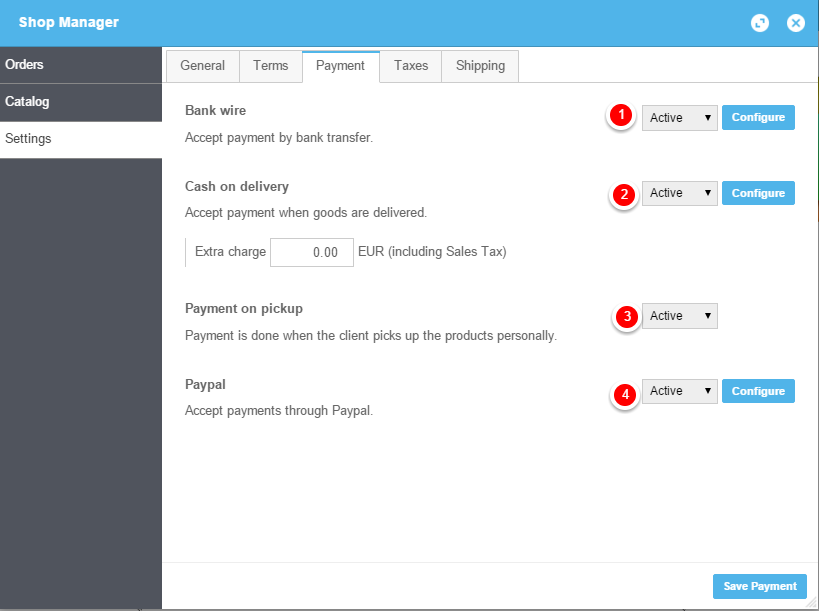 Shop Manager
Orders
Catalog
Settings
General Terms Payment Taxes Shipping
Bank wire
1 Active Configure
Accept payment by bank transfer.
Cash on delivery
2 Active Configure
Accept payment when goods are delivered.
Extra charge 0.00 EUR (including Sales Tax)
Payment on pickup
3 Active
Payment is done when the client picks up the products personally.
Paypal
4 Active Configure
Accept payments through Paypal.
Save Payment